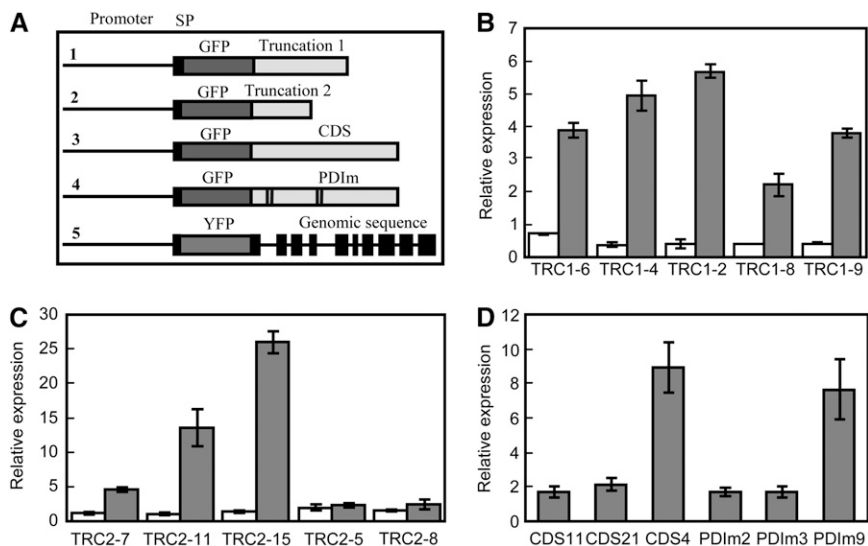 A
Promoter SP
1 GFP Truncation 1
2 GFP Truncation 2
3 GFP CDS
4 GFP PDIm
5 YFP Genomic sequence
B
Relative expression
7
6
5
4
3
2
1
0
TRC1-6 TRC1-4 TRC1-2 TRC1-8 TRC1-9
C
Relative expression
30
25
20
15
10
5
0
TRC2-7 TRC2-11 TRC2-15 TRC2-5 TRC2-8
D
Relative expression
12
10
8
6
4
2
0
CDS11 CDS21 CDS4 PDIm2 PDIm3 PDIm9